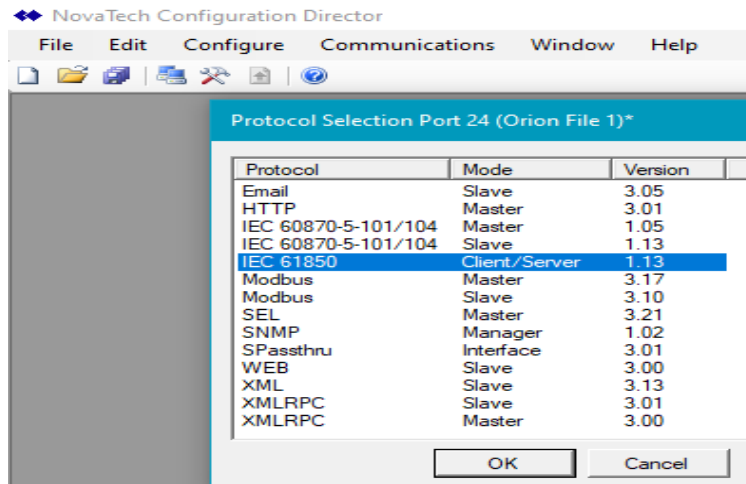 NovaTech Configuration Director
File Edit Configure Communications Window Help
Protocol Selection Port 24 (Orion File 1)*
Protocol Mode Version
Email Slave 3.05
HTTP Master 3.01
IEC 60870-5-101/104 Master 1.05
IEC 60870-5-101/104 Slave 1.13
IEC 61850 Client/Server 1.13
Modbus Master 3.17
Modbus Slave 3.10
SEL Master 3.21
SNMP Manager 1.02
SPassthru Interface 3.01
WEB Slave 3.00
XML Slave 3.13
XMLRPC Slave 3.01
XMLRPC Master 3.00
OK Cancel